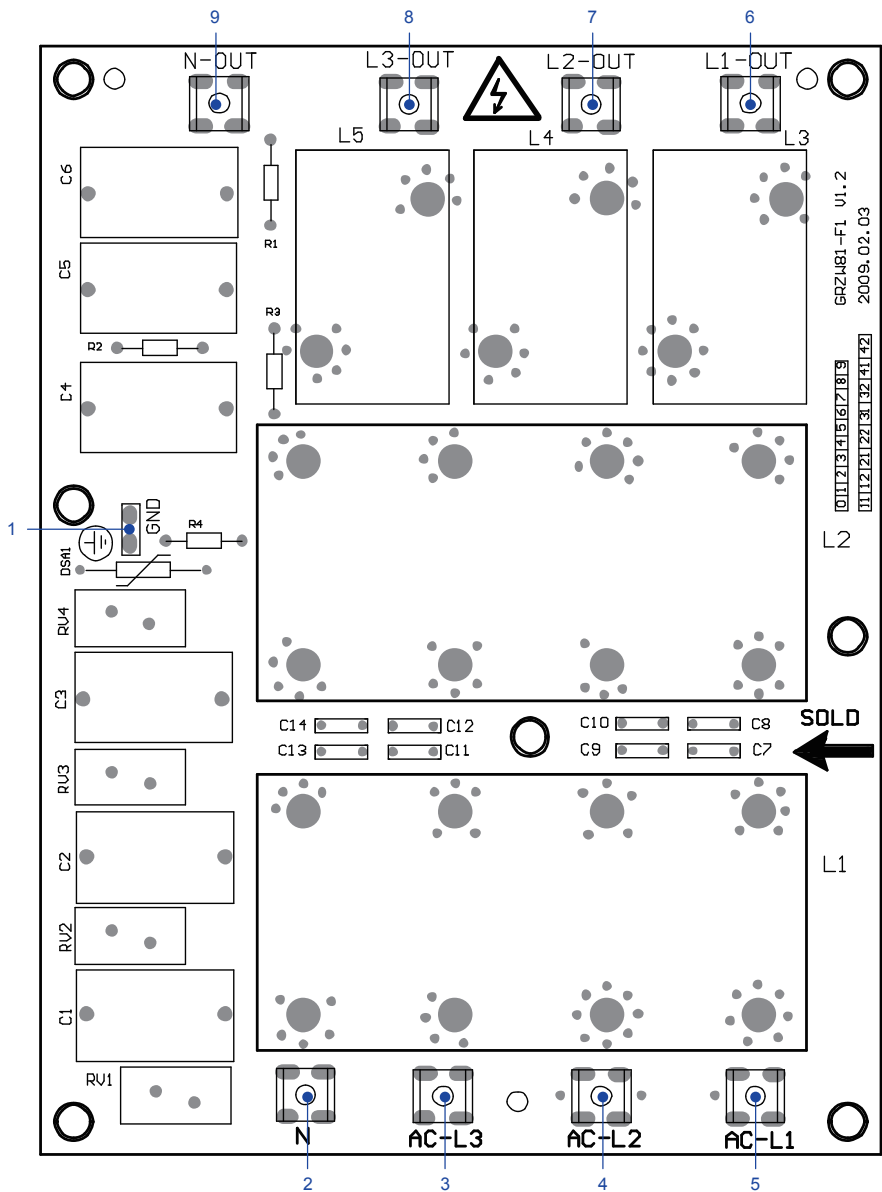 9
8
7
6
N-OUT
L3-OUT
L2-OUT
L1-OUT
L5
L4
L3
C6
R1
C5
R3
R2
C4
GRZW81-F1 V1.2
2009.02.03
0 1 2 3 4 5 6 7 8 9
11 12 21 22 31 32 41 42
1
GND
R4
DSA1
L2
RV4
C3
C14
C12
C10
C8
SOLD
C13
C11
C9
C7
RV3
C2
L1
RV2
C1
RV1
N
AC-L3
AC-L2
AC-L1
2
3
4
5